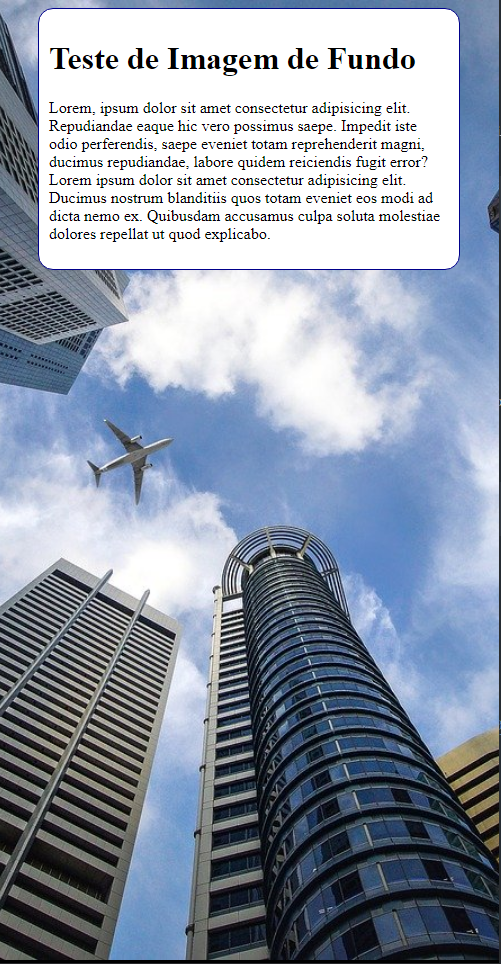 Teste de Imagem de Fundo
Lorem, ipsum dolor sit amet consectetur adipisicing elit.
Repudiandae eaque hic vero possimus saepe. Impedit iste
odio perferendis, saepe eveniet totam reprehenderit magni,
ducimus repudiandae, labore quidem reiciendis fugit error?
Lorem ipsum dolor sit amet consectetur adipisicing elit.
Ducimus nostrum blanditiis quos totam eveniet eos modi ad
dicta nemo ex. Quibusdam accusamus culpa soluta molestiae
dolores repellat ut quod explicabo.